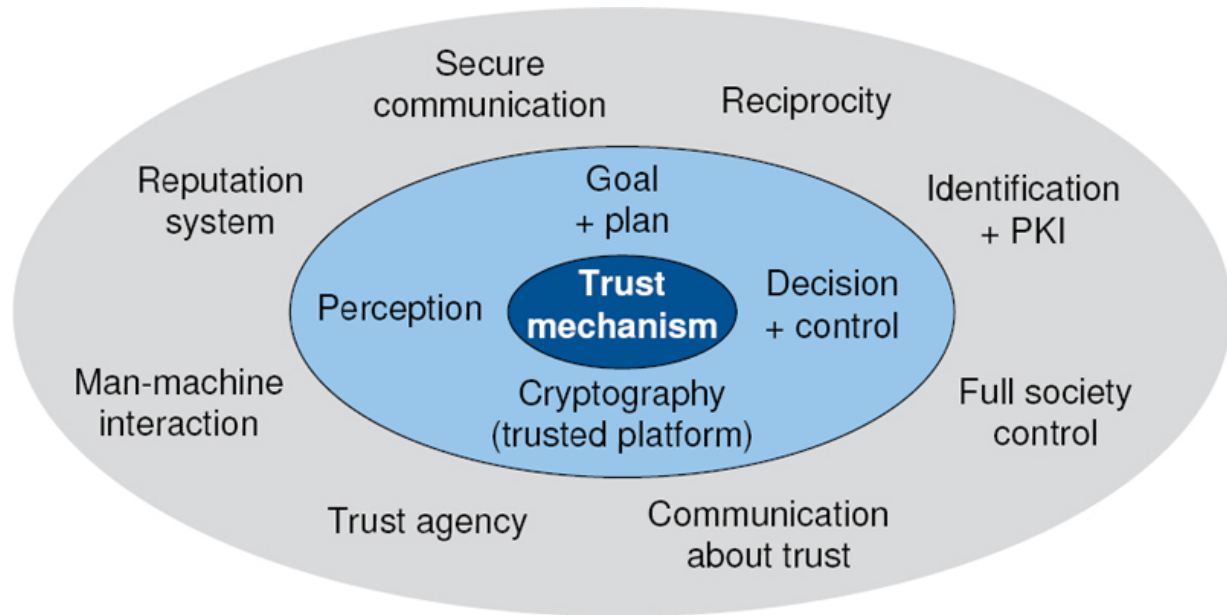 Secure
communication
Reciprocity
Reputation
system
Goal
+ plan
Identification
+ PKI
Perception
Trust
mechanism
Decision
+ control
Man-machine
interaction
Cryptography
(trusted platform)
Full society
control
Trust agency
Communication
about trust